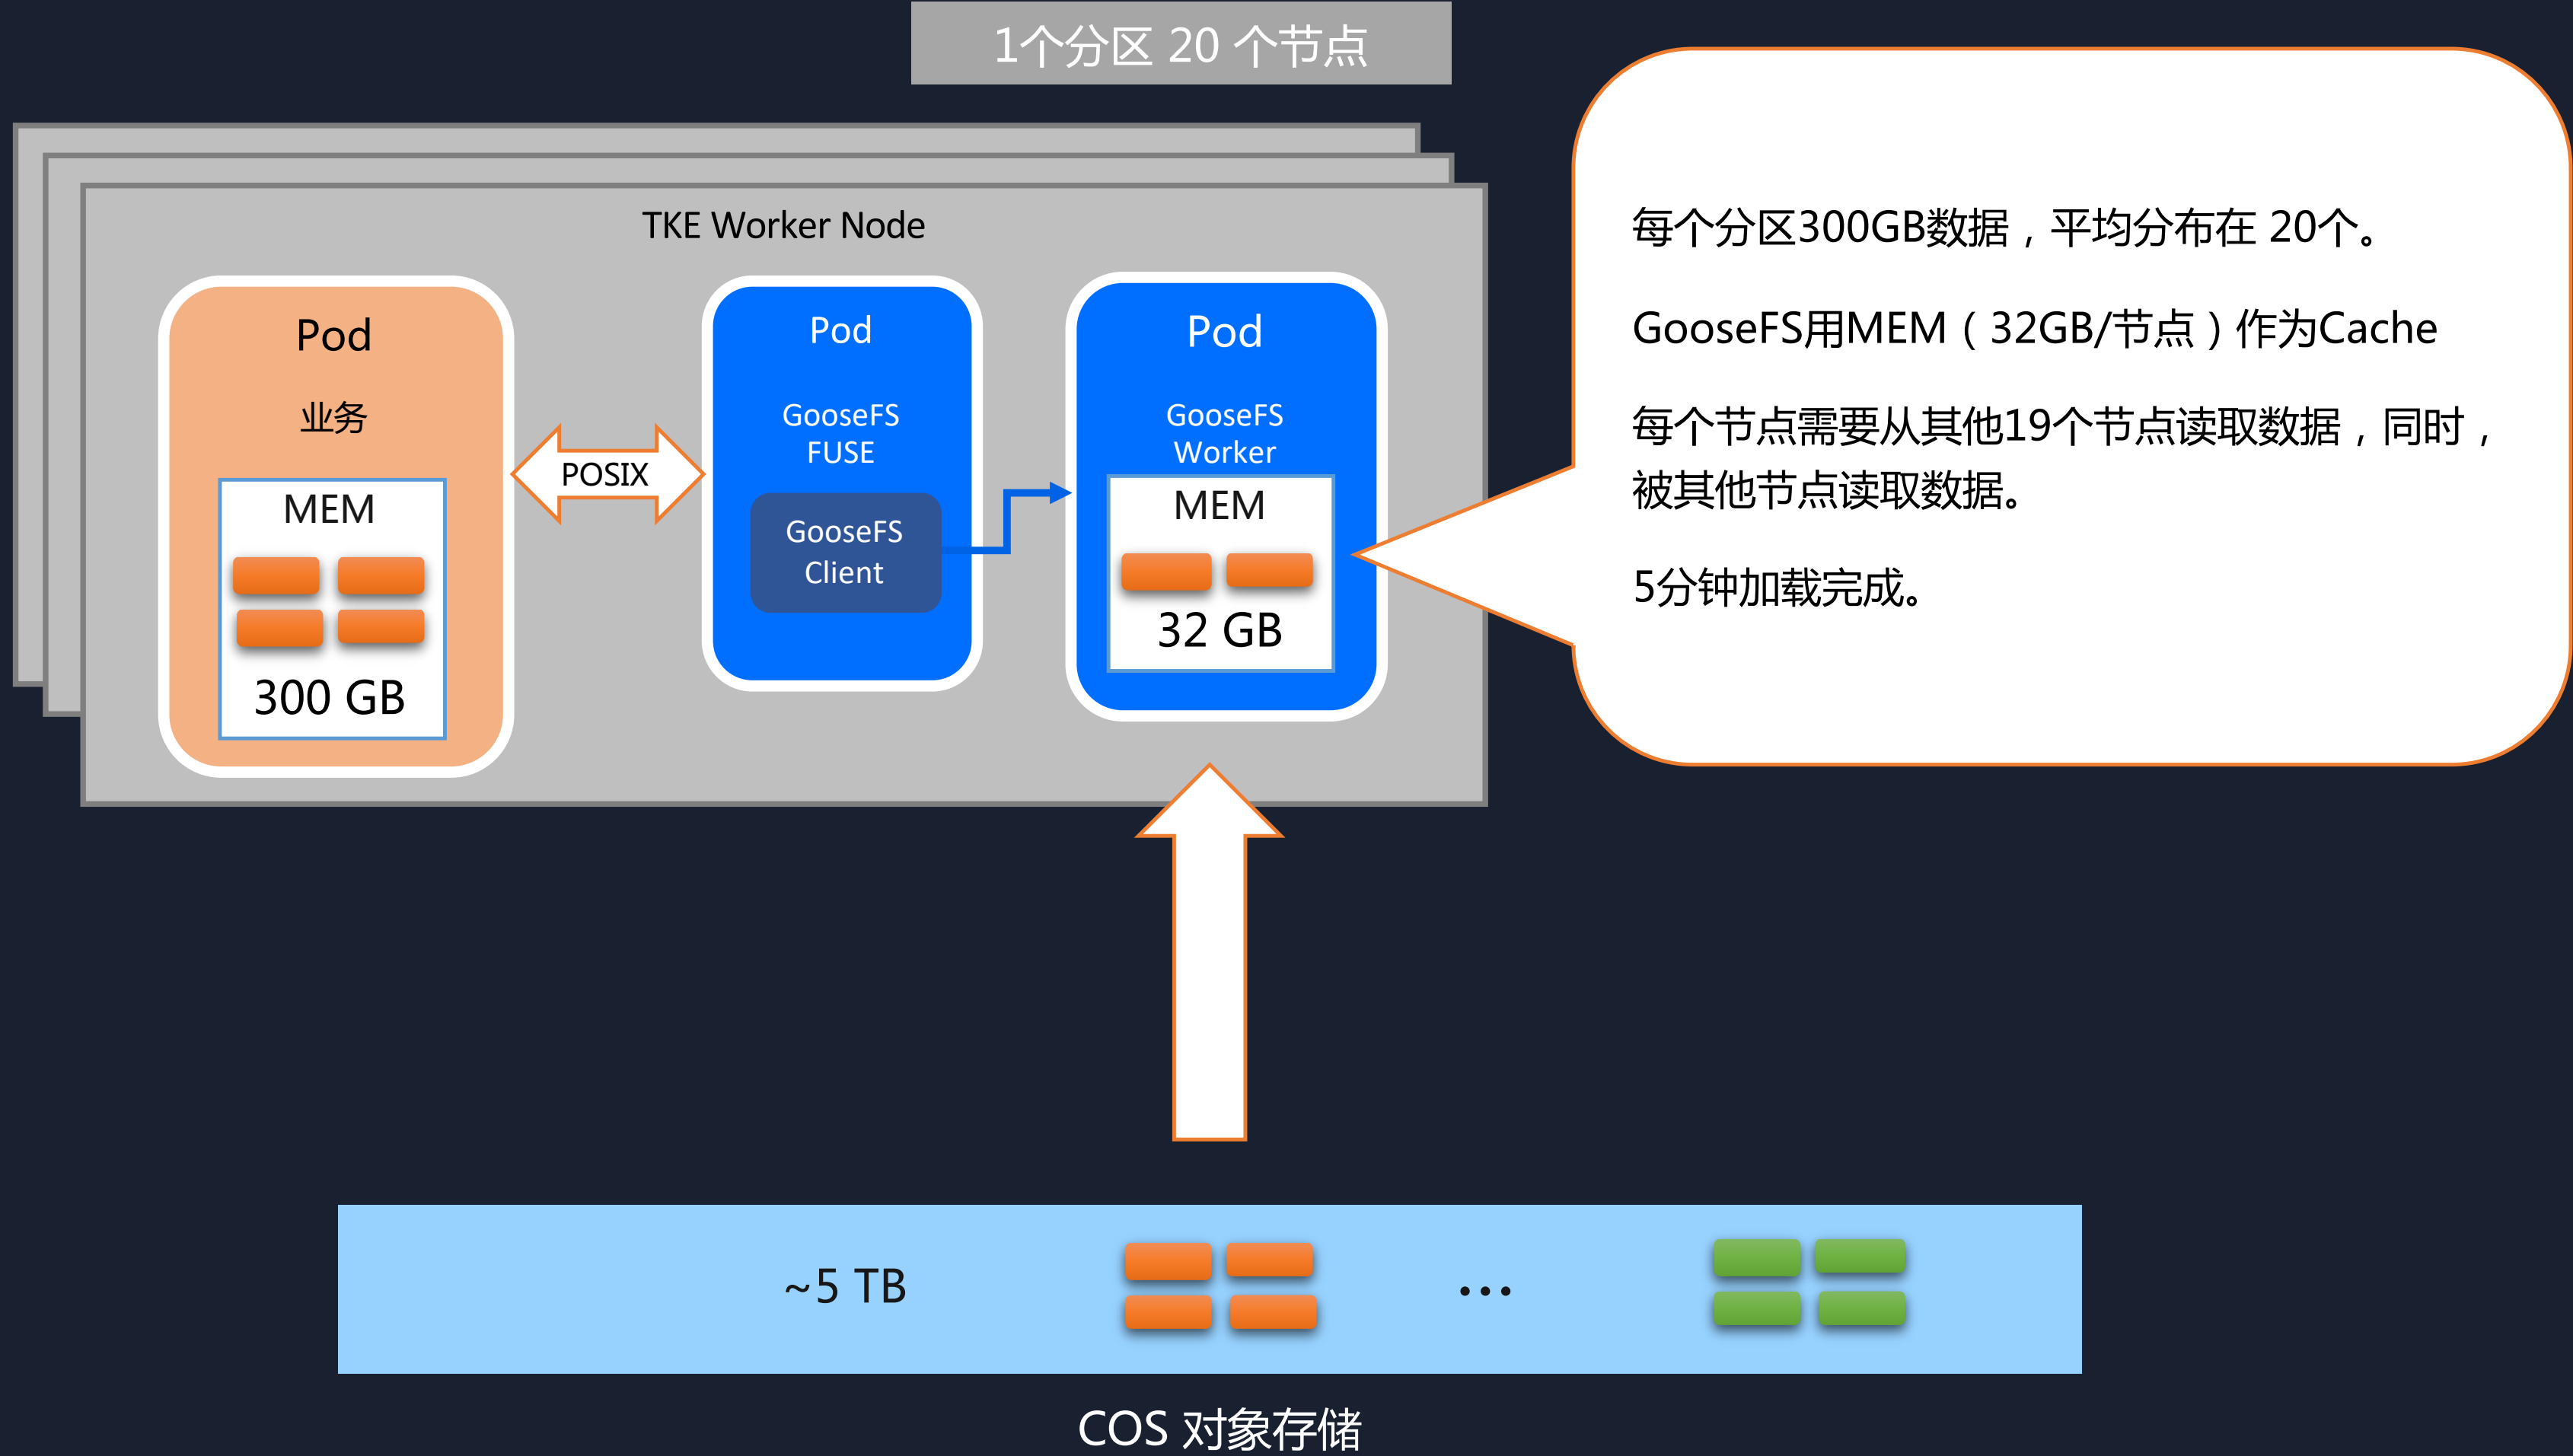 1个分区 20 个节点
TKE Worker Node
Pod
业务
MEM
300 GB
POSIX
Pod
GooseFS
FUSE
GooseFS
Client
Pod
GooseFS
Worker
MEM
32 GB
每个分区300GB数据，平均分布在 20个。
GooseFS用MEM（32GB/节点）作为Cache
每个节点需要从其他19个节点读取数据，同时，
被其他节点读取数据。
5分钟加载完成。
~5 TB
...
COS 对象存储